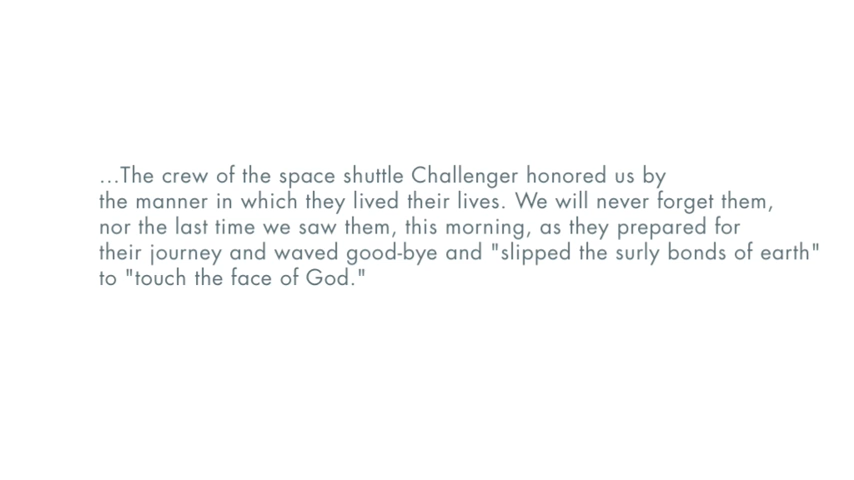 ...The crew of the space shuttle Challenger honored us by
the manner in which they lived their lives. We will never forget them,
nor the last time we saw them, this morning, as they prepared for
their journey and waved good-bye and "slipped the surly bonds of earth"
to "touch the face of God."